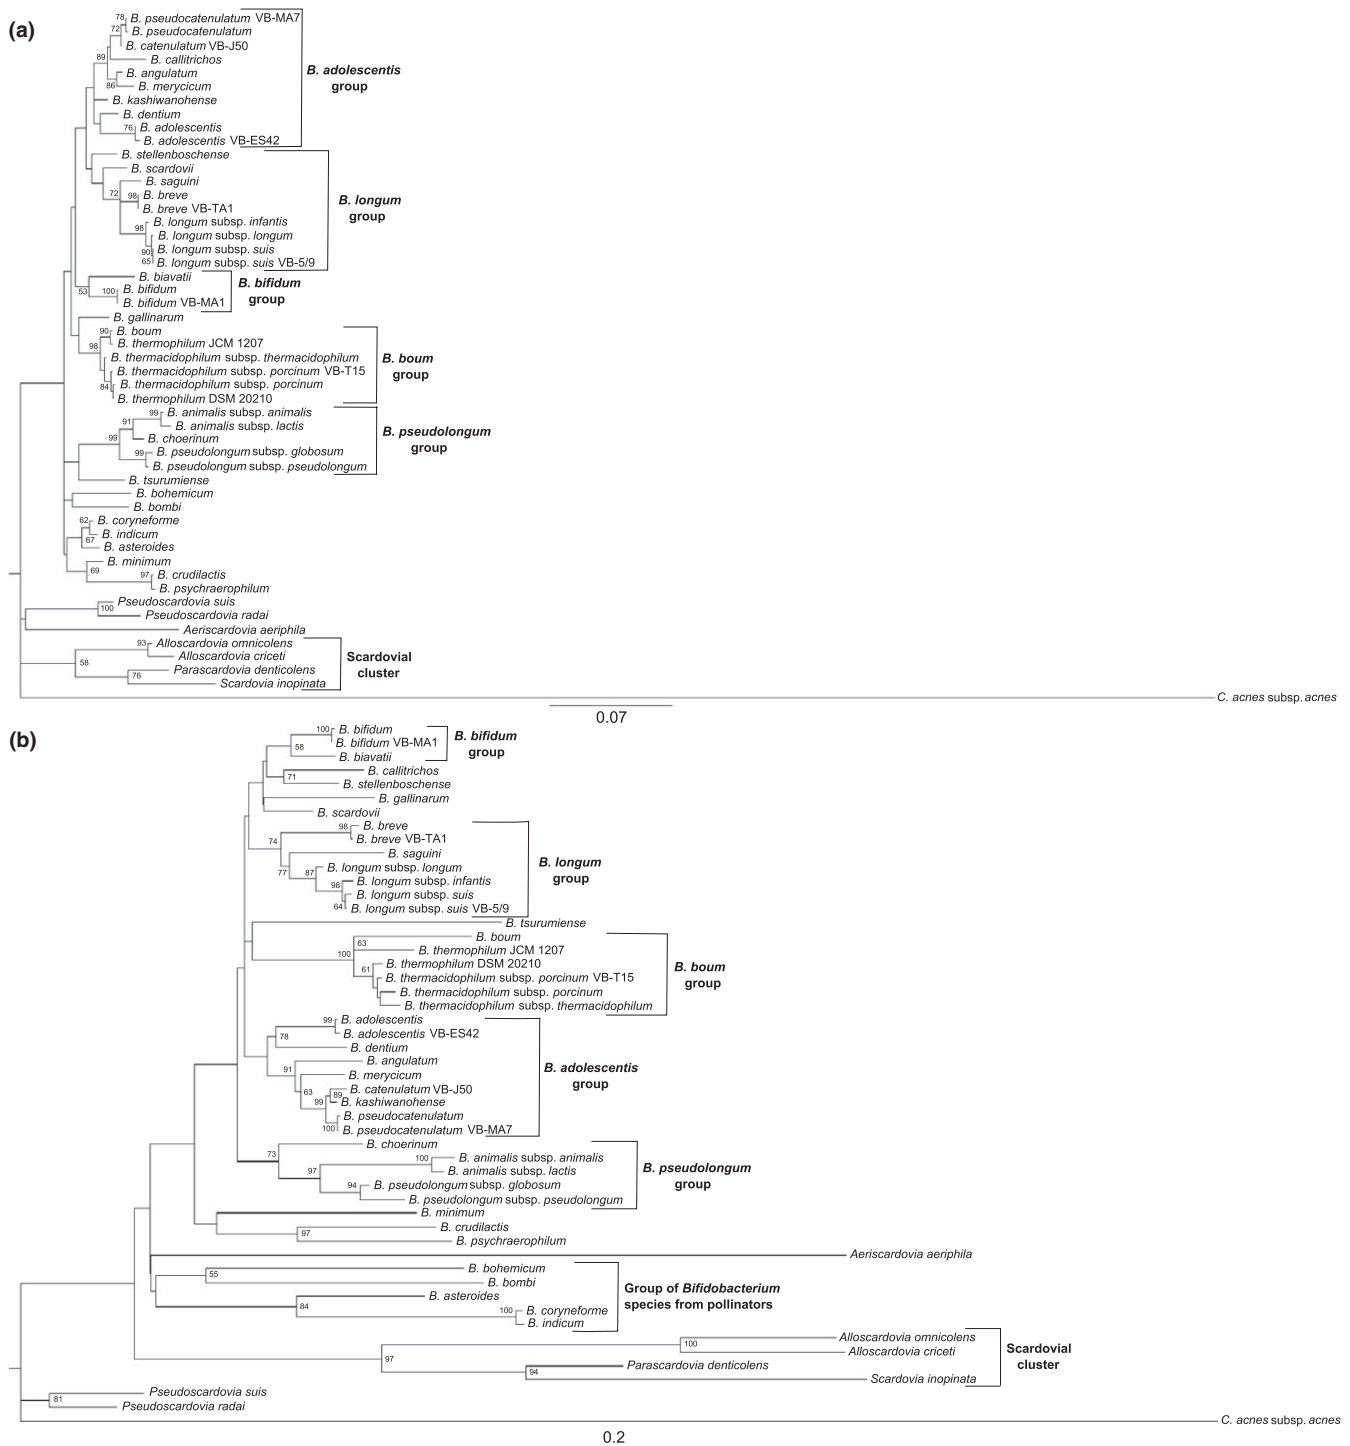 (a)
78
B. pseudocatenulatum VB-MA7
72
B. pseudocatenulatum
B. catenulatum VB-J50
89
B. callitrichos
B. angulatum
86
B. merycicum
B. kashiwanohense
B. dentium
76
B. adolescentis
B. adolescentis VB-ES42
B. adolescentis
group
B. stellenboschense
B. scardovii
B. saguini
72
98
B. breve
B. breve VB-TA1
98
B. longum subsp. infantis
B. longum subsp. longum
90
B. longum subsp. suis
65
B. longum subsp. suis VB-5/9
B. longum
group
B. biavatii
53
100
B. bifidum
B. bifidum VB-MA1
B. bifidum
group
B. gallinarum
90
B. boum
98
B. thermophilum JCM 1207
B. thermacidophilum subsp. thermacidophilum
B. thermacidophilum subsp. porcinum VB-T15
84
B. thermacidophilum subsp. porcinum
B. thermophilum DSM 20210
B. boum
group
99
B. animalis subsp. animalis
91
B. animalis subsp. lactis
99
B. choerinum
99
B. pseudolongum subsp. globosum
B. pseudolongum subsp. pseudolongum
B. pseudolongum
group
B. tsurumiense
B. bohemicum
B. bombi
62
B. coryneforme
67
B. indicum
B. asteroides
B. minimum
69
97
B. crudilactis
B. psychraerophilum
Pseudoscardovia suis
100
Pseudoscardovia radai
Aeriscardovia aeriphila
93
Alloscardovia omnicolens
Alloscardovia criceti
58
Parascardovia denticolens
76
Scardovia inopinata
Scardovial
cluster
C. acnes subsp. acnes
0.07
(b)
100
B. bifidum
B. bifidum VB-MA1
58
B. biavatii
B. bifidum
group
B. callitrichos
71
B. stellenboschense
B. gallinarum
B. scardovii
98
B. breve
B. breve VB-TA1
74
B. saguini
77
87
B. longum subsp. longum
98
B. longum subsp. infantis
B. longum subsp. suis
64
B. longum subsp. suis VB-5/9
B. longum
group
B. tsurumiense
B. boum
63
100
B. thermophilum JCM 1207
61
B. thermophilum DSM 20210
B. thermacidophilum subsp. porcinum VB-T15
B. thermacidophilum subsp. porcinum
B. thermacidophilum subsp. thermacidophilum
B. boum
group
99
B. adolescentis
B. adolescentis VB-ES42
78
B. dentium
B. angulatum
91
B. merycicum
63
B. catenulatum VB-J50
89
99
B. kashiwanohense
B. pseudocatenulatum
100
B. pseudocatenulatum VB-MA7
B. adolescentis
group
B. choerinum
73
100
B. animalis subsp. animalis
97
B. animalis subsp. lactis
94
B. pseudolongum subsp. globosum
B. pseudolongum subsp. pseudolongum
B. pseudolongum
group
B. minimum
B. crudilactis
97
B. psychraerophilum
Aeriscardovia aeriphila
B. bohemicum
55
B. bombi
B. asteroides
84
100
B. coryneforme
B. indicum
Group of Bifidobacterium
species from pollinators
Alloscardovia omnicolens
100
Alloscardovia criceti
97
Parascardovia denticolens
94
Scardovia inopinata
Scardovial
cluster
Pseudoscardovia suis
81
Pseudoscardovia radai
C. acnes subsp. acnes
0.2